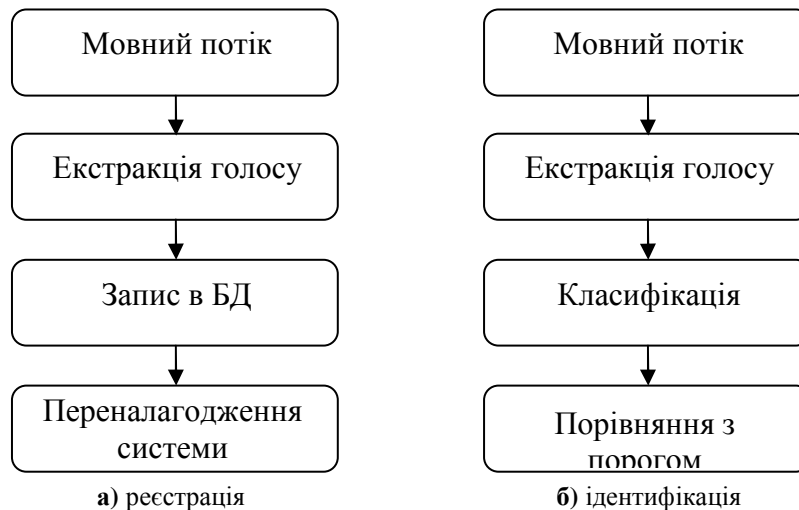 Мовний потік
Екстракція голосу
Запис в БД
Переналагодження
системи
а) реєстрація
Мовний потік
Екстракція голосу
Класифікація
Порівняння з
порогом
б) ідентифікація